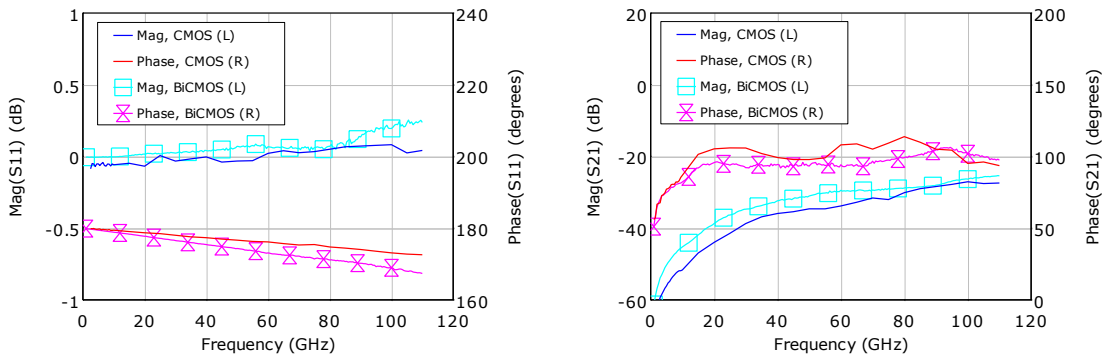 1
0.5
0
-0.5
-1
Mag(S11) (dB)
240
220
200
180
160
Phase(S11) (degrees)
0
20
40
60
80
100
120
Frequency (GHz)
Mag, CMOS (L)
Phase, CMOS (R)
Mag, BiCMOS (L)
Phase, BiCMOS (R)
20
0
-20
-40
-60
Mag(S21) (dB)
200
150
100
50
0
Phase(S21) (degrees)
0
20
40
60
80
100
120
Frequency (GHz)
Mag, CMOS (L)
Phase, CMOS (R)
Mag, BiCMOS (L)
Phase, BiCMOS (R)